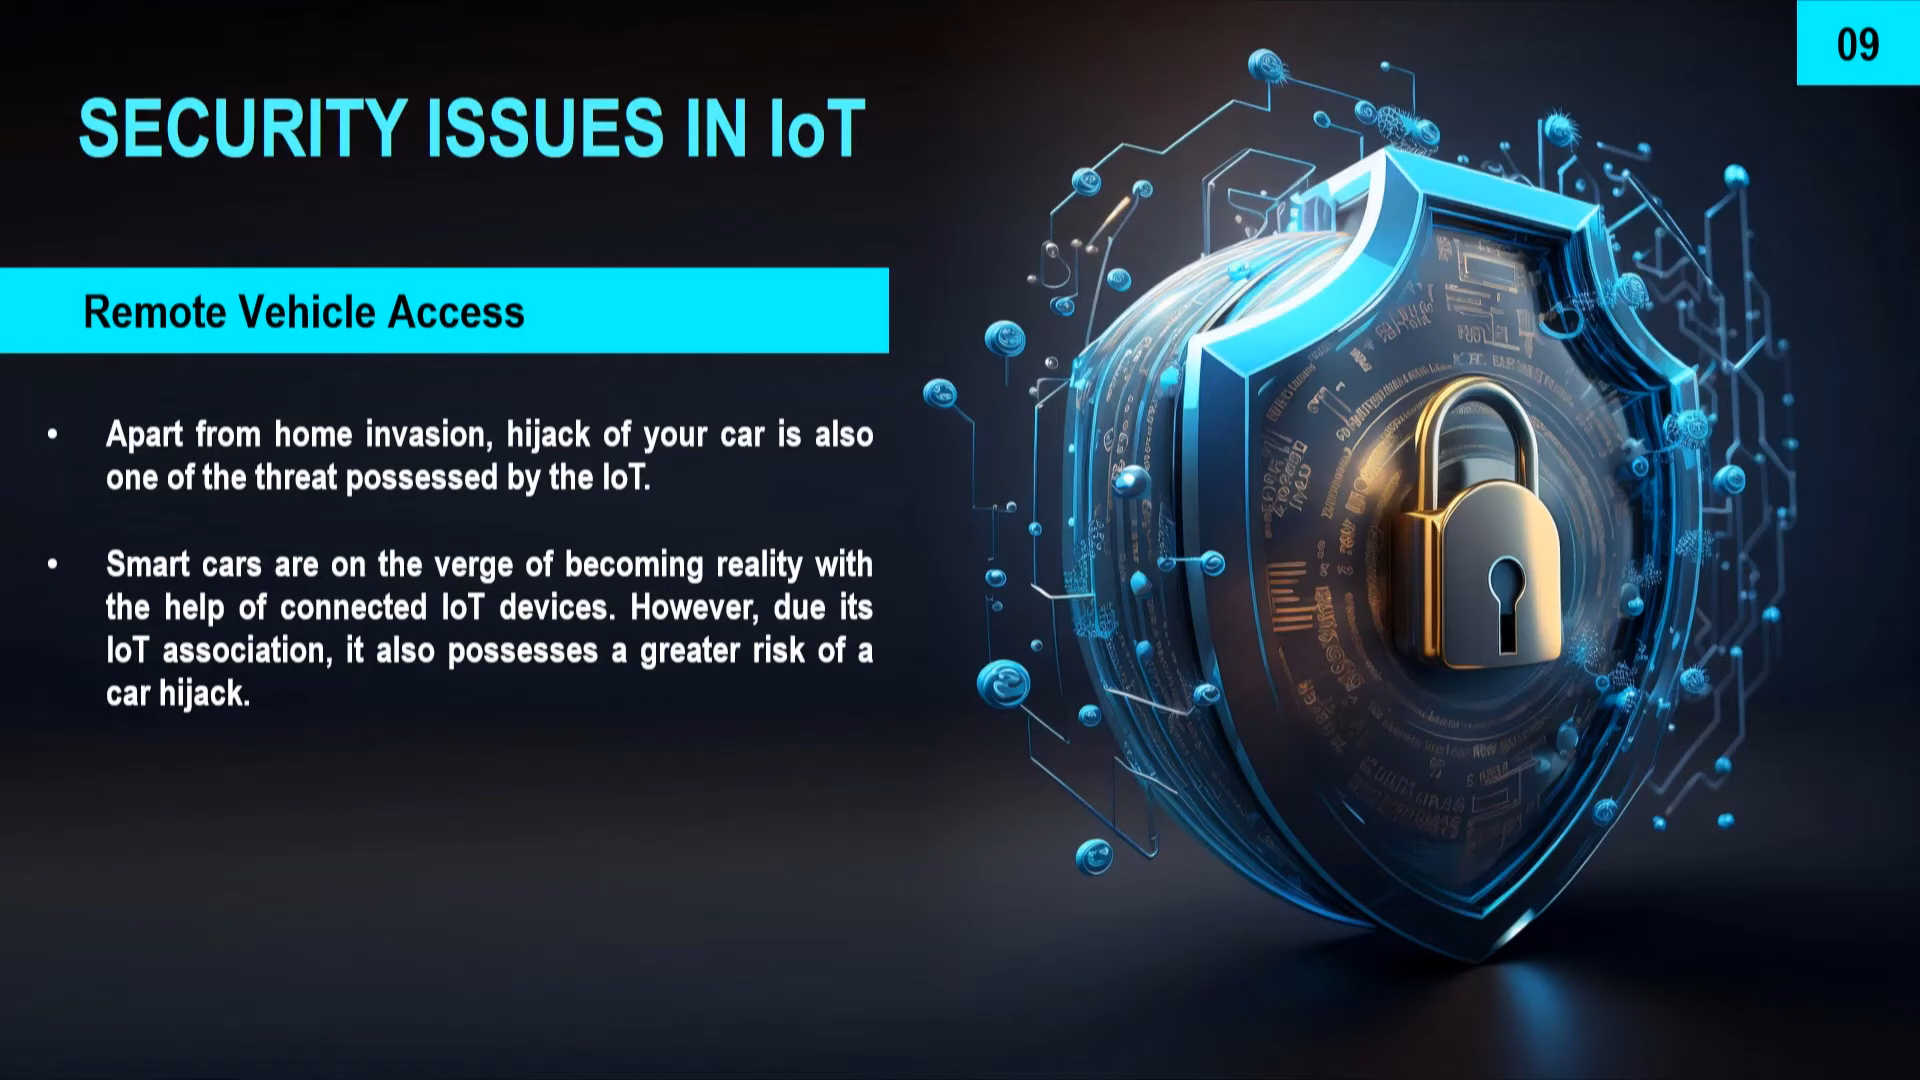 09
SECURITY ISSUES IN IoT
Remote Vehicle Access
• Apart from home invasion, hijack of your car is also
one of the threat possessed by the IoT.
• Smart cars are on the verge of becoming reality with
the help of connected IoT devices. However, due its
IoT association, it also possesses a greater risk of a
car hijack.